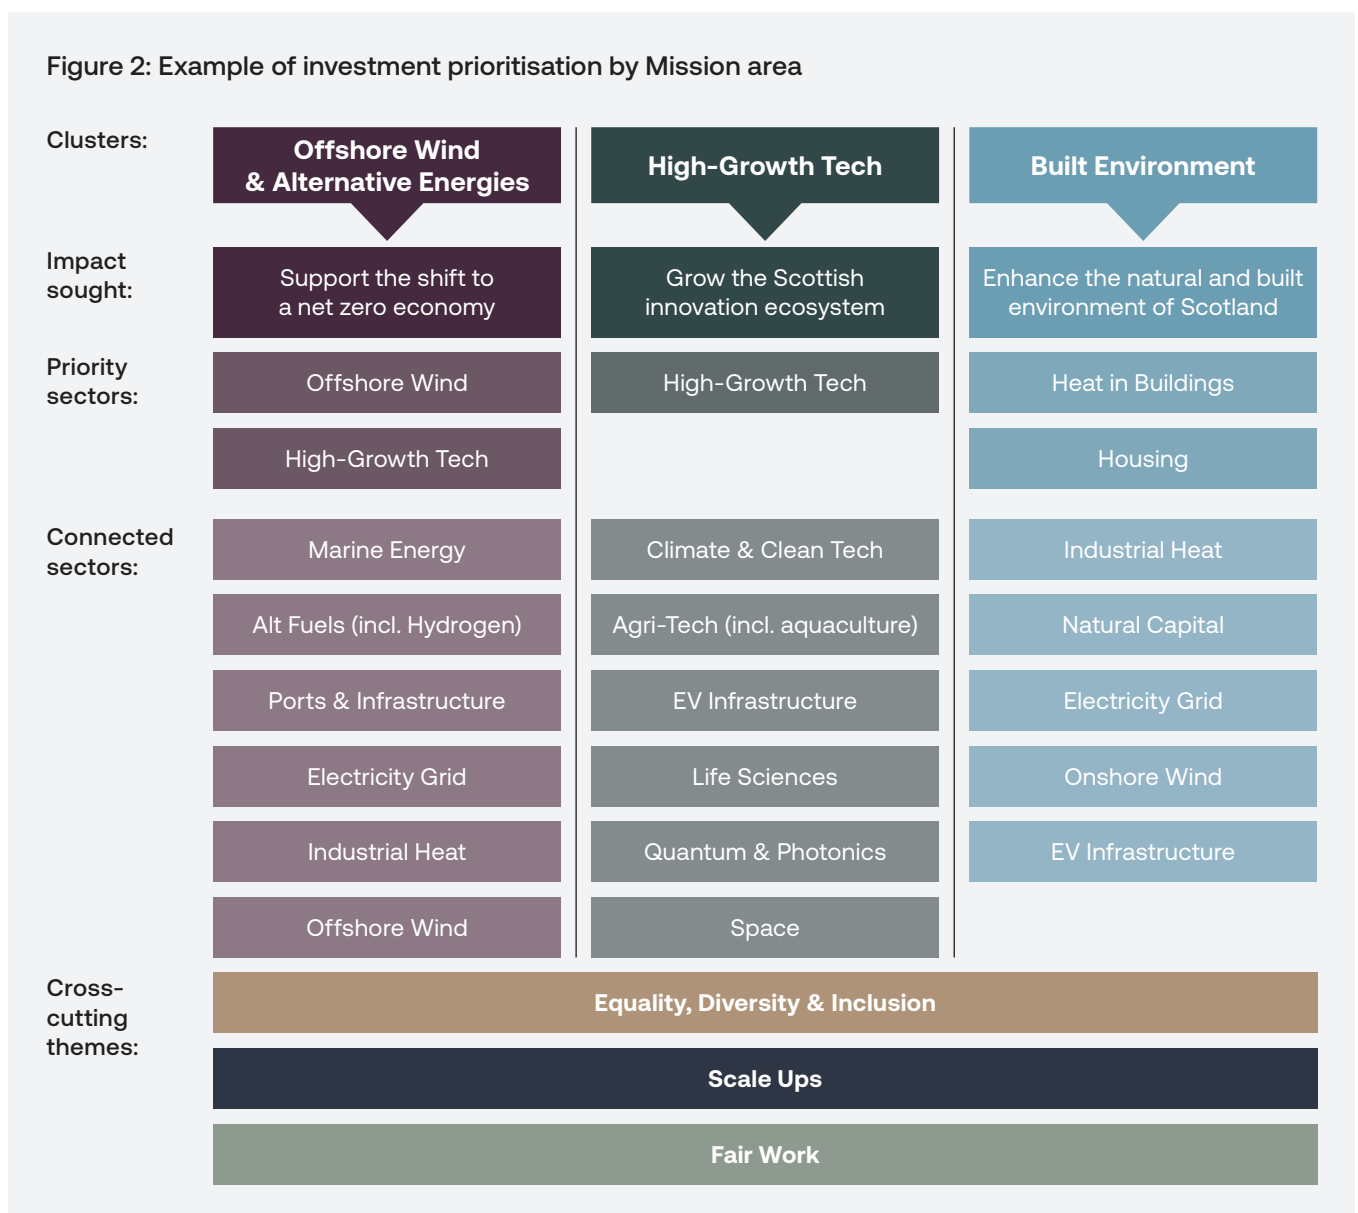 Figure 2: Example of investment prioritisation by Mission area
Clusters:
Offshore Wind
& Alternative Energies
High-Growth Tech
Built Environment
Impact
sought:
Support the shift to
a net zero economy
Grow the Scottish
innovation ecosystem
Enhance the natural and built
environment of Scotland
Priority
sectors:
Offshore Wind
High-Growth Tech
Heat in Buildings
High-Growth Tech
Housing
Connected
sectors:
Marine Energy
Climate & Clean Tech
Industrial Heat
Alt Fuels (incl. Hydrogen)
Agri-Tech (incl. aquaculture)
Natural Capital
Ports & Infrastructure
EV Infrastructure
Electricity Grid
Electricity Grid
Life Sciences
Onshore Wind
Industrial Heat
Quantum & Photonics
EV Infrastructure
Offshore Wind
Space
Cross-
cutting
themes:
Equality, Diversity & Inclusion
Scale Ups
Fair Work